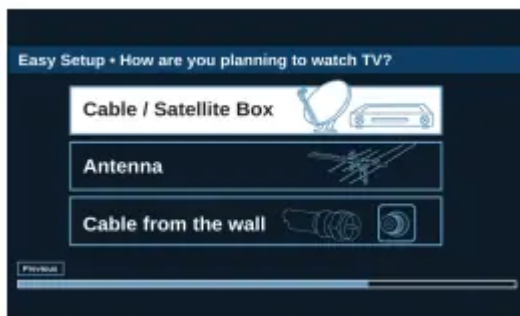 Easy Setup • How are you planning to watch TV?
Cable / Satellite Box
Antenna
Cable from the wall
Previous